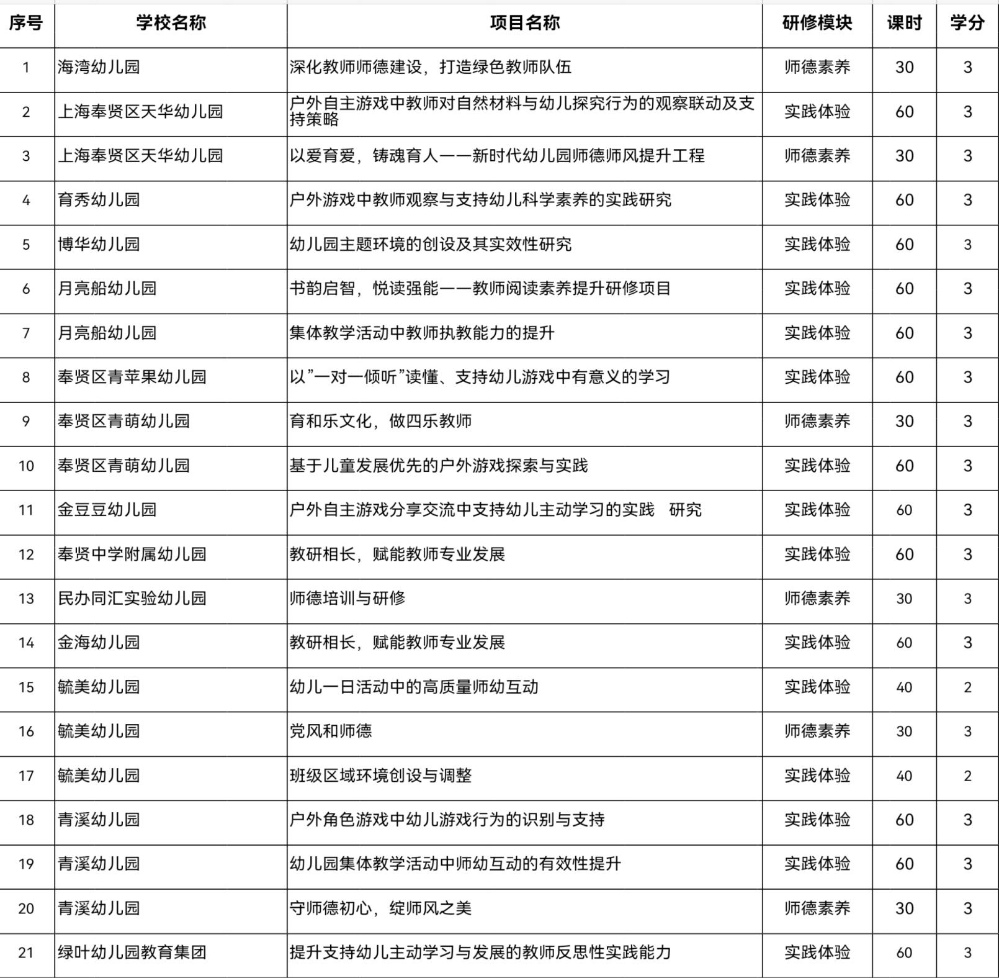 序号 学校名称 项目名称 研修模块 课时 学分
1 海湾幼儿园 深化教师师德建设，打造绿色教师队伍 师德素养 30 3
2 上海奉贤区天华幼儿园 户外自主游戏中教师对自然材料与幼儿探究行为的观察联动及支
持策略 实践体验 60 3
3 上海奉贤区天华幼儿园 以爱育爱，铸魂育人一一新时代幼儿园师德师风提升工程 师德素养 30 3
4 育秀幼儿园 户外游戏中教师观察与支持幼儿科学素养的实践研究 实践体验 60 3
5 博华幼儿园 幼儿园主题环境的创设及其实效性研究 实践体验 60 3
6 月亮船幼儿园 书韵启智，悦读强能一一教师阅读素养提升研修项目 实践体验 60 3
7 月亮船幼儿园 集体教学活动中教师执教能力的提升 实践体验 60 3
8 奉贤区青苹果幼儿园 以”一对一倾听”读懂、支持幼儿游戏中有意义的学习 实践体验 60 3
9 奉贤区青萌幼儿园 育和乐文化，做四乐教师 师德素养 30 3
10 奉贤区青萌幼儿园 基于儿童发展优先的户外游戏探索与实践 实践体验 60 3
11 金豆豆幼儿园 户外自主游戏分享交流中支持幼儿主动学习的实践 研究 实践体验 60 3
12 奉贤中学附属幼儿园 教研相长，赋能教师专业发展 实践体验 60 3
13 民办同汇实验幼儿园 师德培训与研修 师德素养 30 3
14 金海幼儿园 教研相长，赋能教师专业发展 实践体验 60 3
15 毓美幼儿园 幼儿一日活动中的高质量师幼互动 实践体验 40 2
16 毓美幼儿园 党风和师德 师德素养 30 3
17 毓美幼儿园 班级区域环境创设与调整 实践体验 40 2
18 青溪幼儿园 户外角色游戏中幼儿游戏行为的识别与支持 实践体验 60 3
19 青溪幼儿园 幼儿园集体教学活动中师幼互动的有效性提升 实践体验 60 3
20 青溪幼儿园 守师德初心，绽师风之美 师德素养 30 3
21 绿叶幼儿园教育集团 提升支持幼儿主动学习与发展的教师反思性实践能力 实践体验 60 3